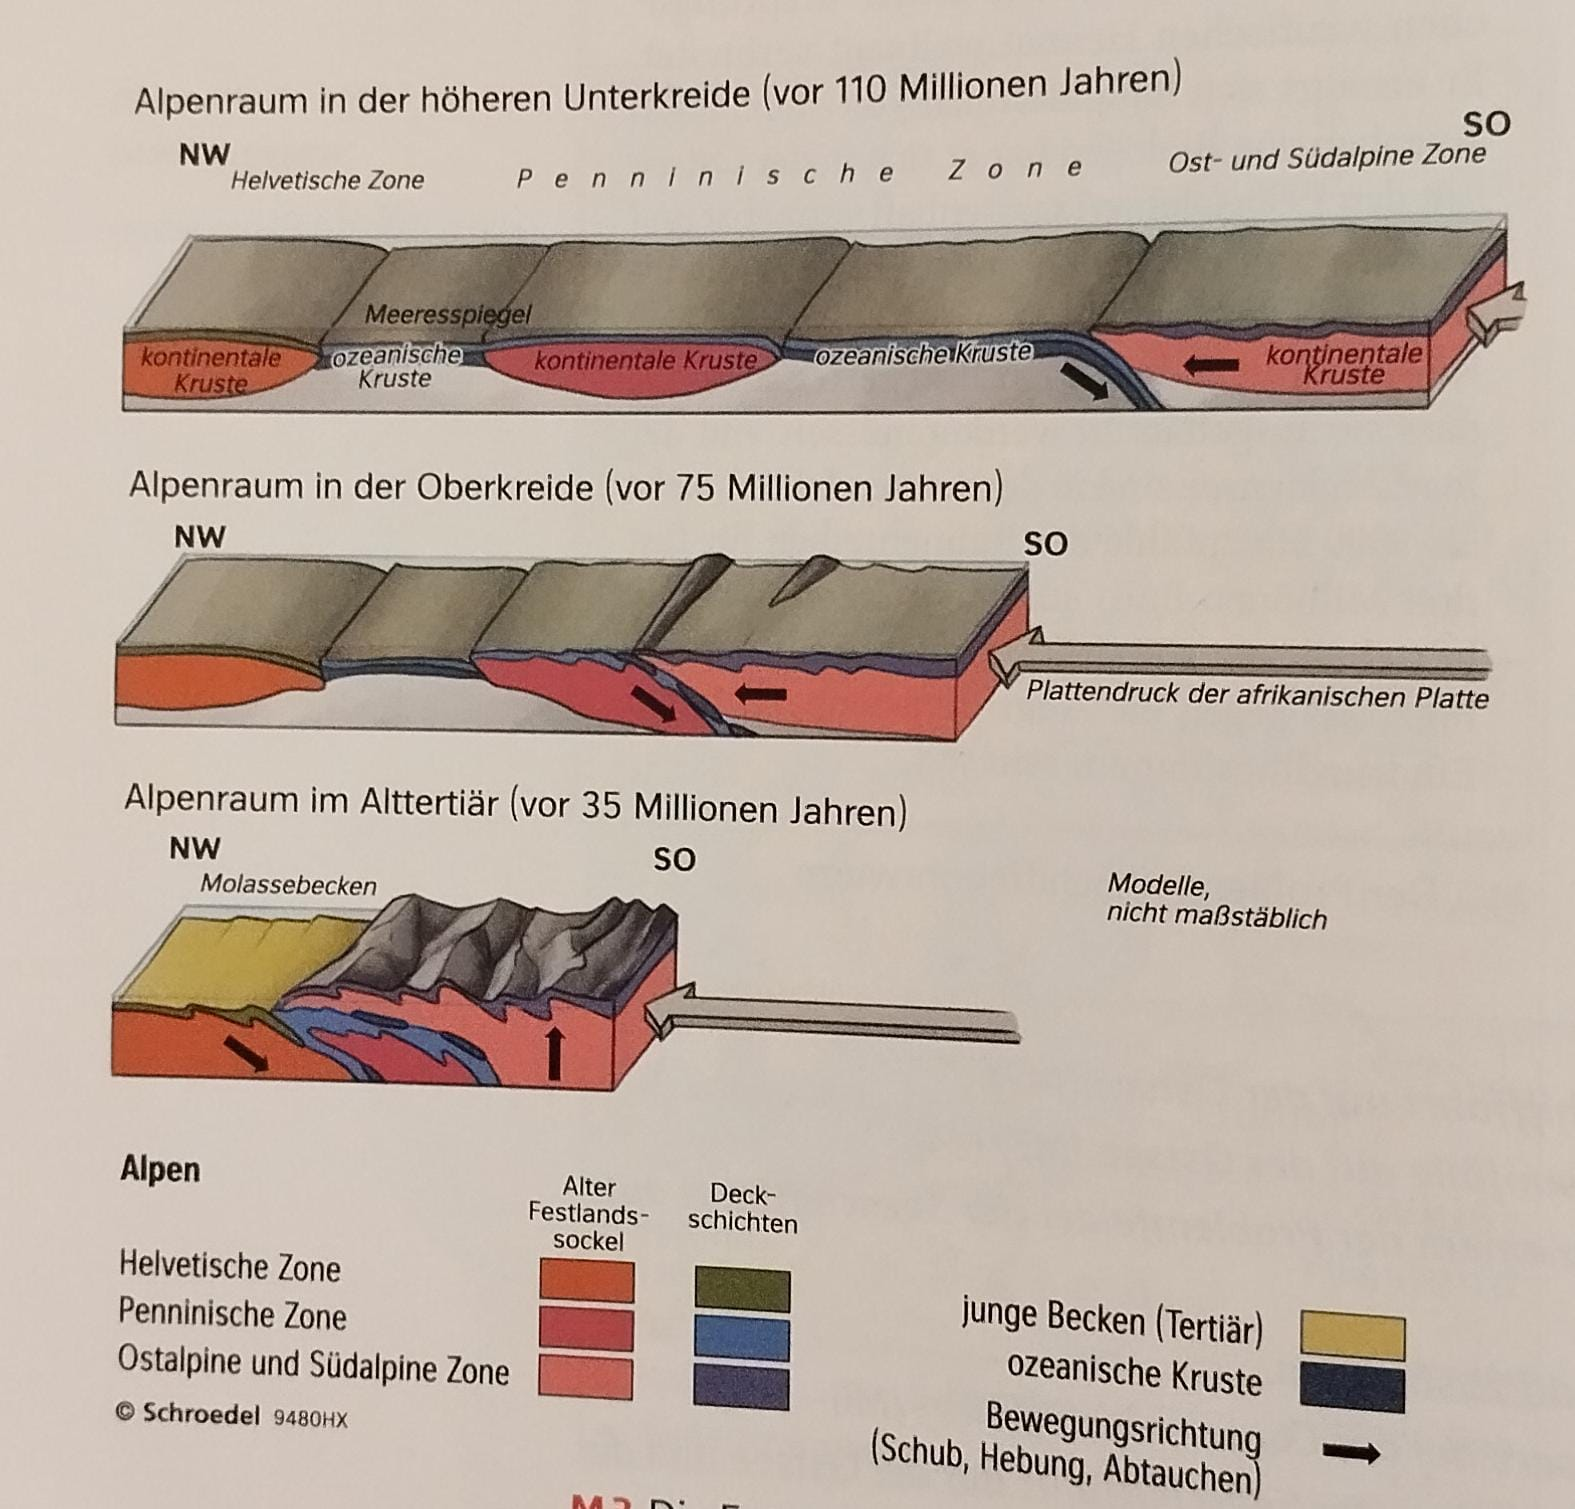 Alpenraum in der höheren Unterkreide (vor 110 Millionen Jahren)
NW
SO
Helvetische Zone
Penninische Zone
Ost- und Südalpine Zone
Meeresspiegel
kontinentale
Kruste
ozeanische
Kruste
kontinentale Kruste
ozeanische Kruste
kontinentale
Kruste
Alpenraum in der Oberkreide (vor 75 Millionen Jahren)
NW
SO
Plattendruck der afrikanischen Platte
Alpenraum im Alttertiär (vor 35 Millionen Jahren)
NW
SO
Molassebecken
Modelle,
nicht maßstäblich
Alpen
Alter
Festlands-
sockel
Deck-
schichten
Helvetische Zone
Penninische Zone
Ostalpine und Südalpine Zone
junge Becken (Tertiär)
ozeanische Kruste
Bewegungsrichtung
(Schub, Hebung, Abtauchen)
© Schroedel 9480HX